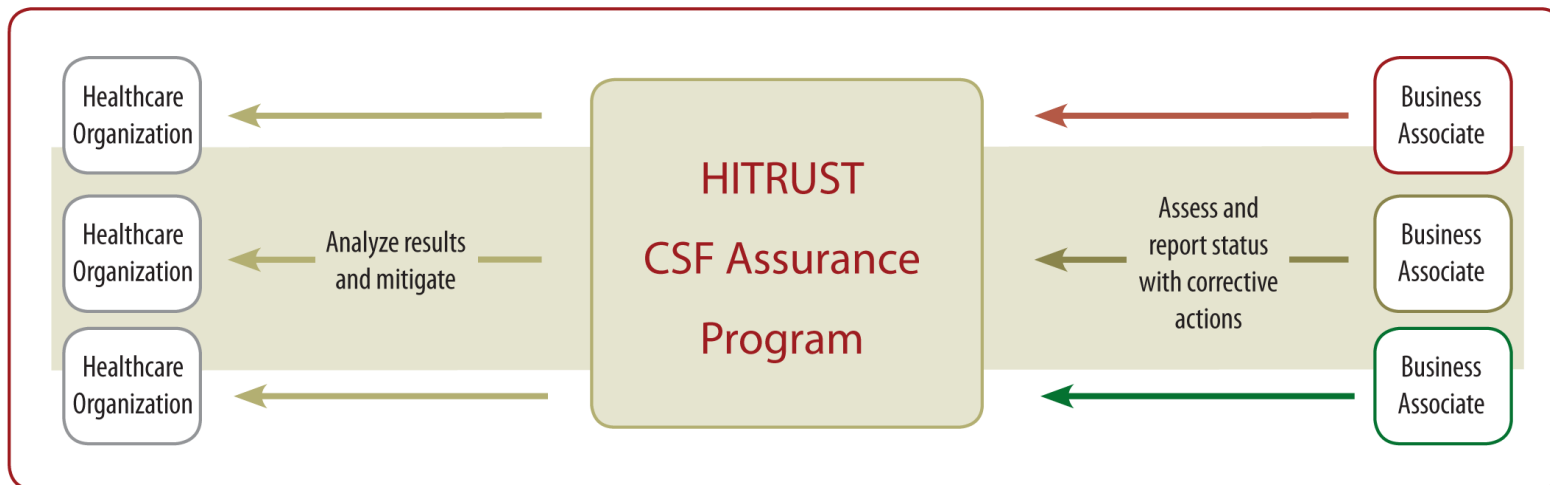 Healthcare
Organization
Healthcare
Organization
Healthcare
Organization
Analyze results
and mitigate
HITRUST
CSF Assurance
Program
Assess and
report status
with corrective
actions
Business
Associate
Business
Associate
Business
Associate